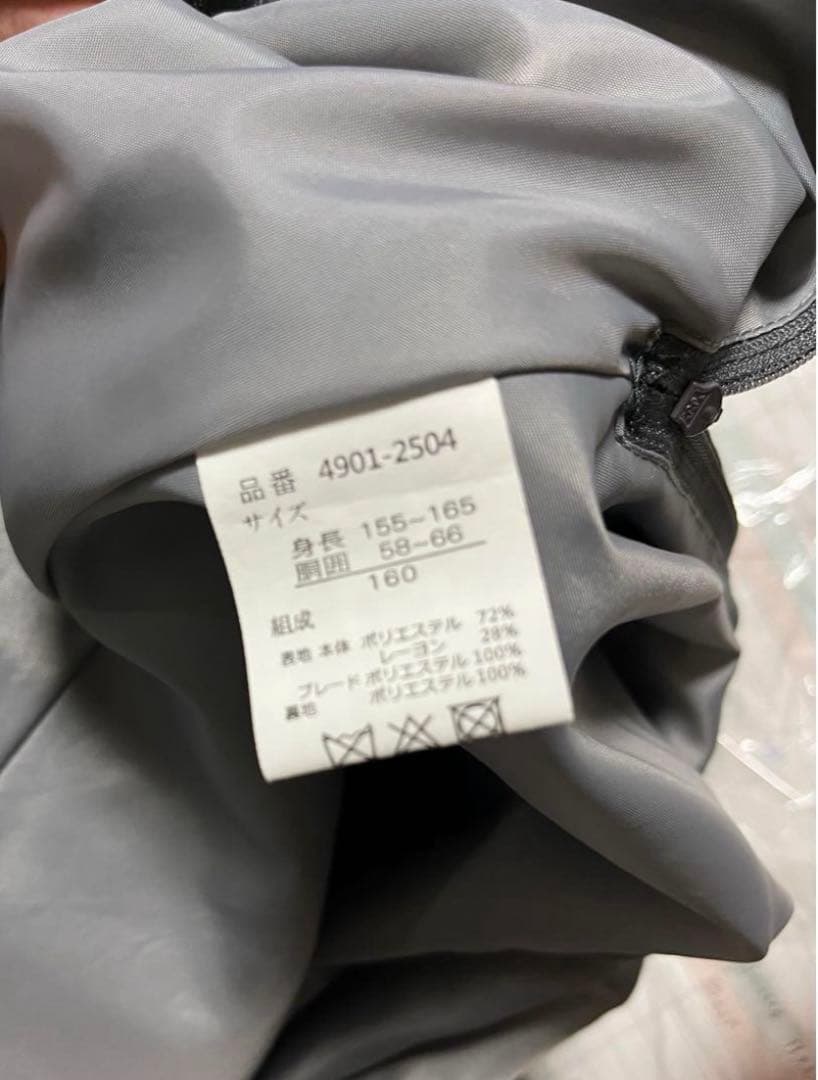 品番 4901-2504
サイズ
身長 155~165
胴囲 58~66
160
組成
表地 本体 ポリエステル 72%
レーヨン 28%
ブレード ポリエステル 100%
裏地 ポリエステル 100%